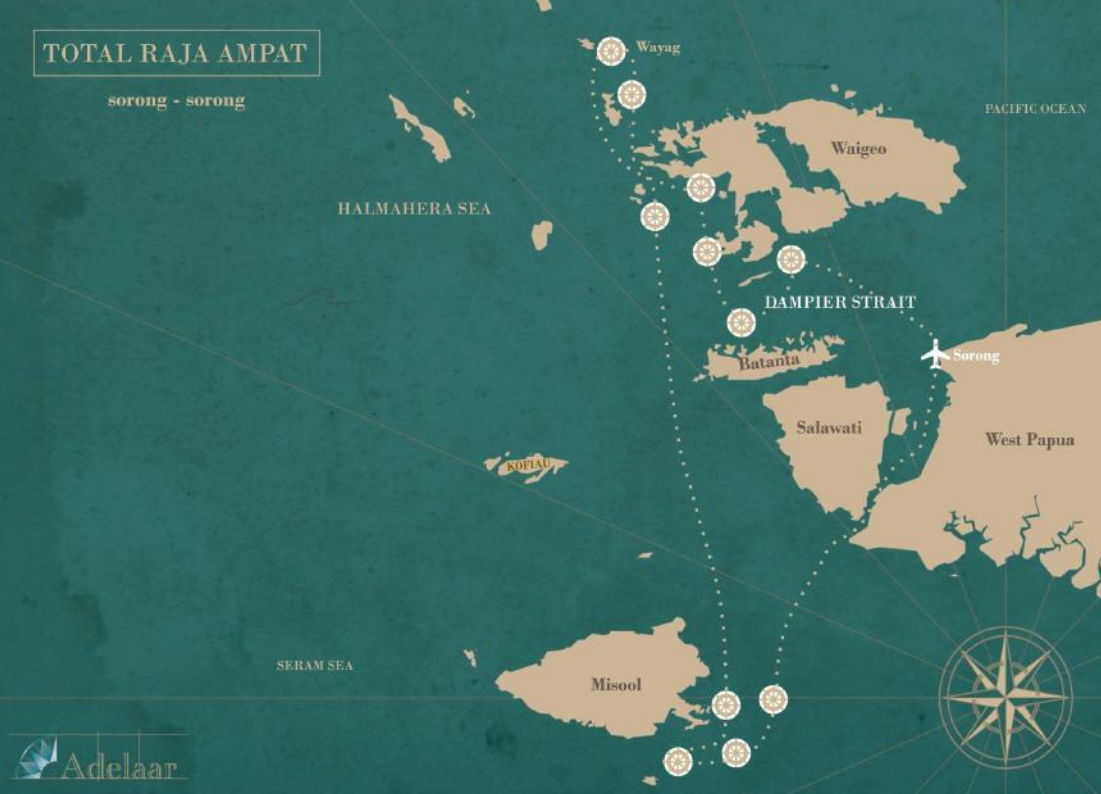 TOTAL RAJA AMPAT
sorong - sorong
Wayag
PACIFIC OCEAN
Waigeo
HALMAHERA SEA
DAMPIER STRAIT
Sorong
Batanta
Salawati
West Papua
KOFIAU
SERAM SEA
Misool
Adelaar